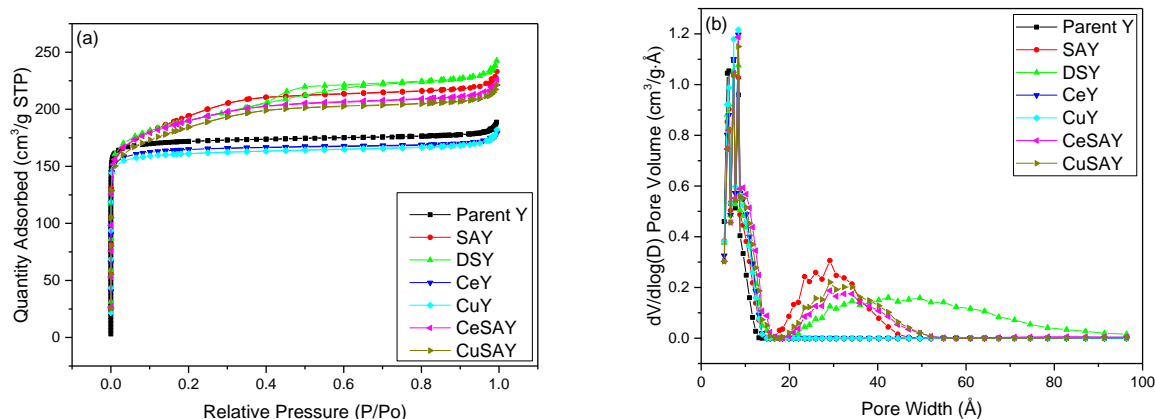 (a)
Quantity Adsorbed (cm³/g STP)
250
200
150
100
50
0
Parent Y
SAY
DSY
CeY
CuY
CeSAY
CuSAY
0.0 0.2 0.4 0.6 0.8 1.0
Relative Pressure (P/Po)
(b)
dV/dlog(D) Pore Volume (cm³/g·Å)
1.2
1.0
0.8
0.6
0.4
0.2
0.0
Parent Y
SAY
DSY
CeY
CuY
CeSAY
CuSAY
0 20 40 60 80 100
Pore Width (Å)